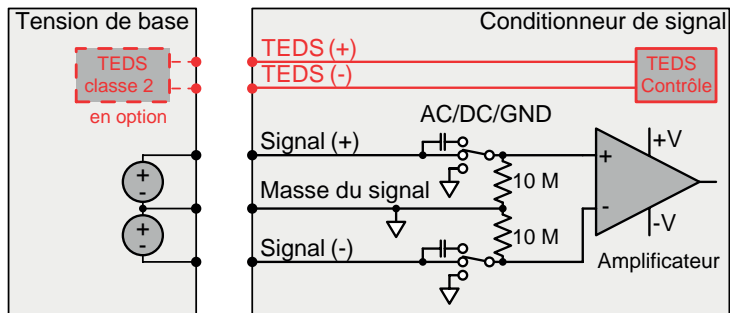 Tension de base
Conditionneur de signal
TEDS
classe 2
en option
TEDS (+)
TEDS (-)
TEDS
Contrôle
AC/DC/GND
Signal (+)
Masse du signal
Signal (-)
10 M
10 M
+
-
+
-
+
-
+V
-V
Amplificateur